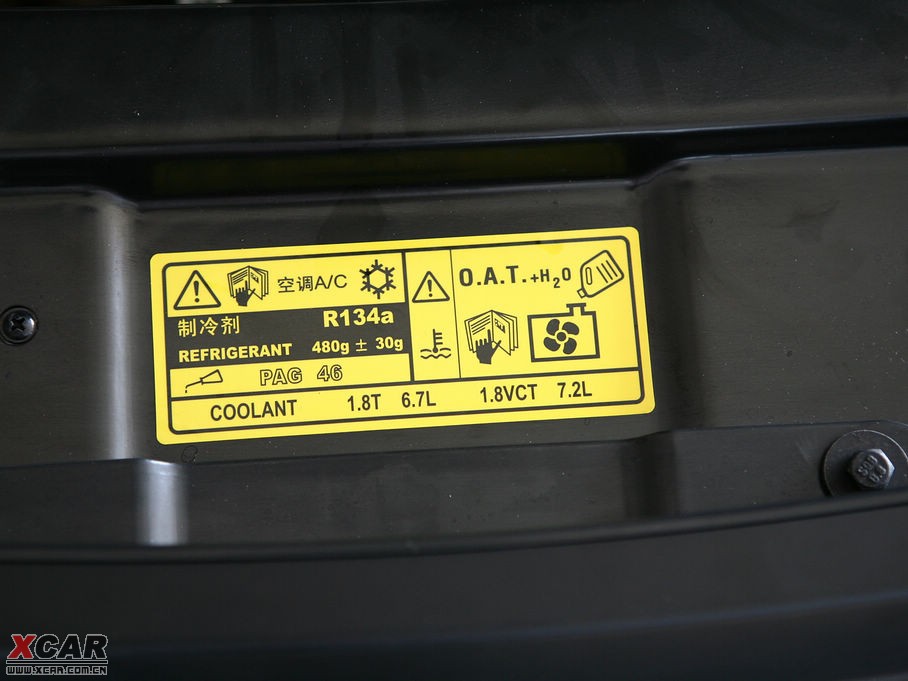 空调A/C
制冷剂 R134a
REFRIGERANT 480g ± 30g
PAG 46
O.A.T.+H₂O
COOLANT 1.8T 6.7L 1.8VCT 7.2L
XCAR
WWW.XCAR.COM.CN